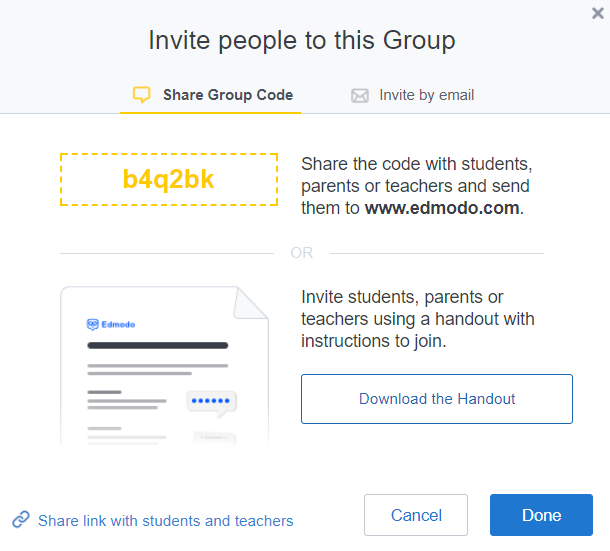 Invite people to this Group
Share Group Code
Invite by email
b4q2bk
Share the code with students,
parents or teachers and send
them to www.edmodo.com.
OR
Edmodo
Invite students, parents or
teachers using a handout with
instructions to join.
Download the Handout
Share link with students and teachers
Cancel
Done